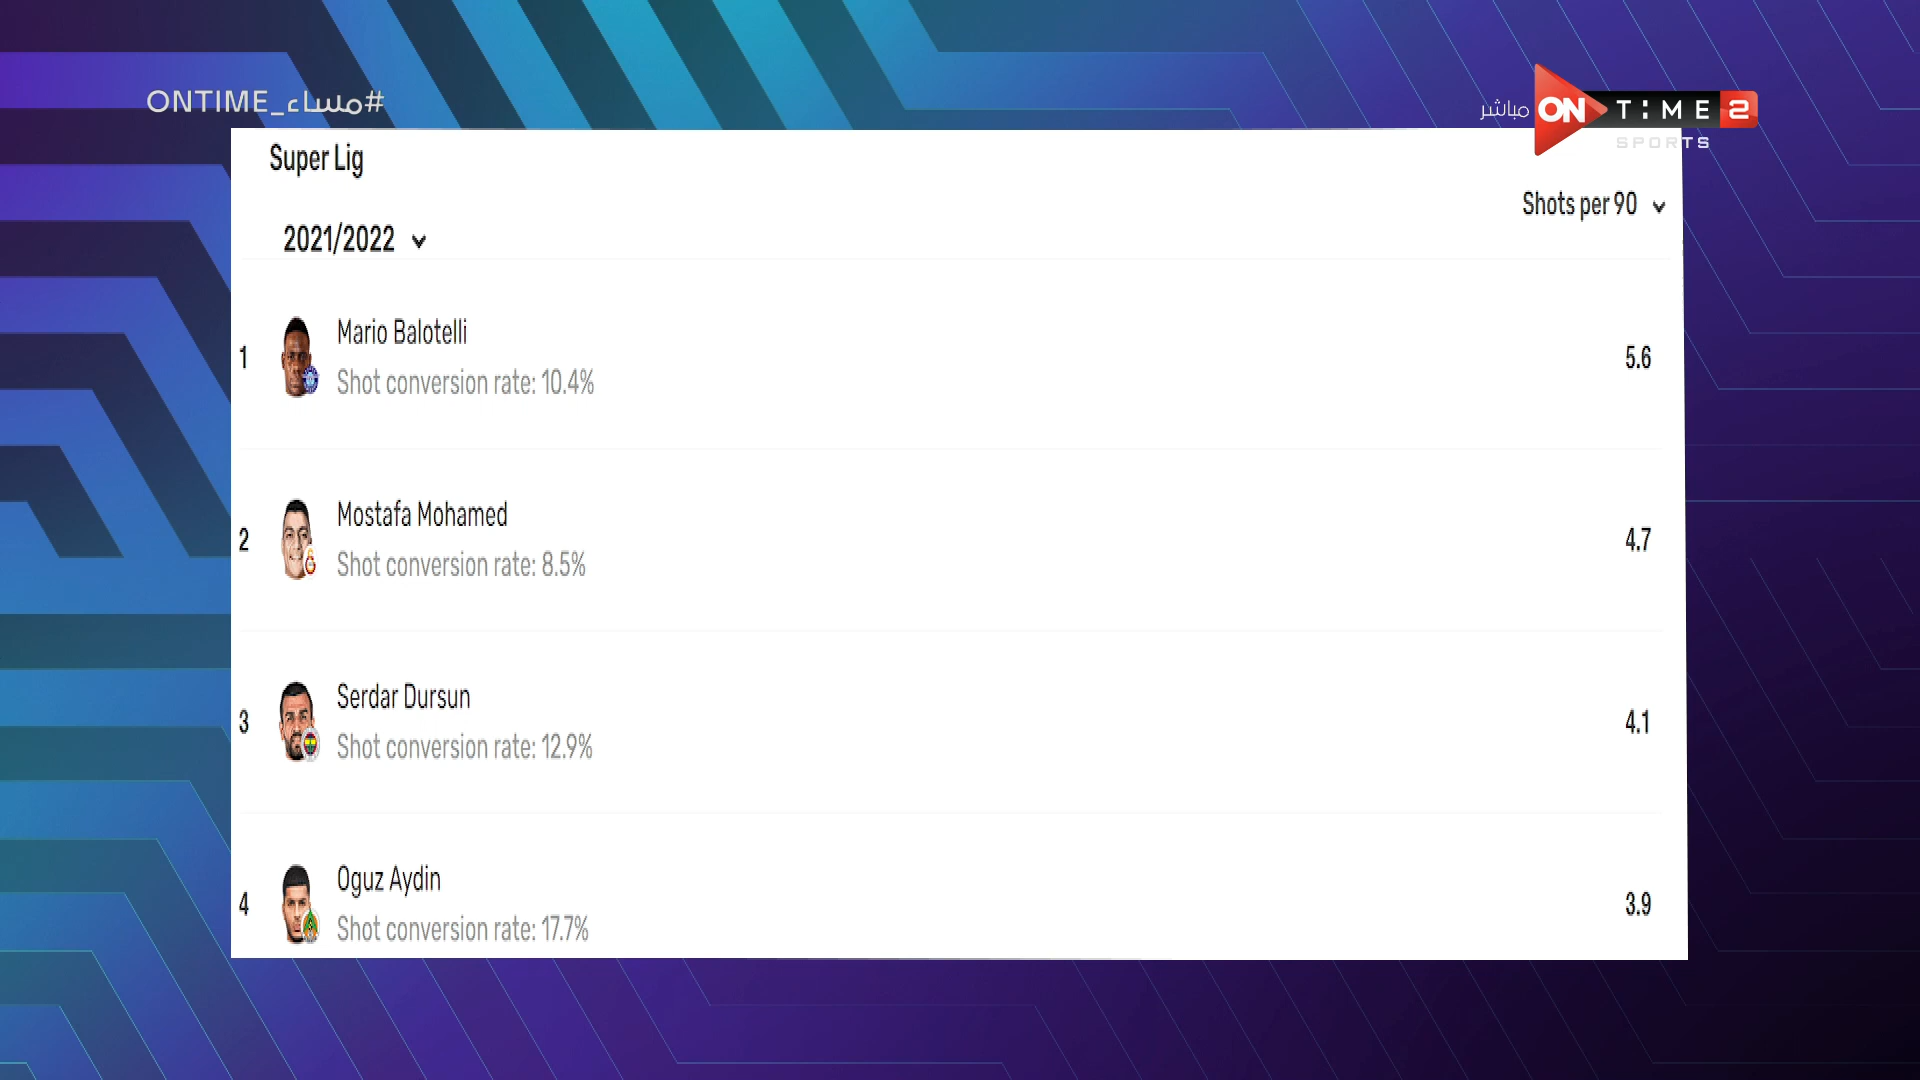 #مساء_ONTIME
مباشر ON TIME 2
SPORTS
Super Lig
Shots per 90
2021/2022
1 Mario Balotelli 5.6
Shot conversion rate: 10.4%
2 Mostafa Mohamed 4.7
Shot conversion rate: 8.5%
3 Serdar Dursun 4.1
Shot conversion rate: 12.9%
4 Oguz Aydin 3.9
Shot conversion rate: 17.7%